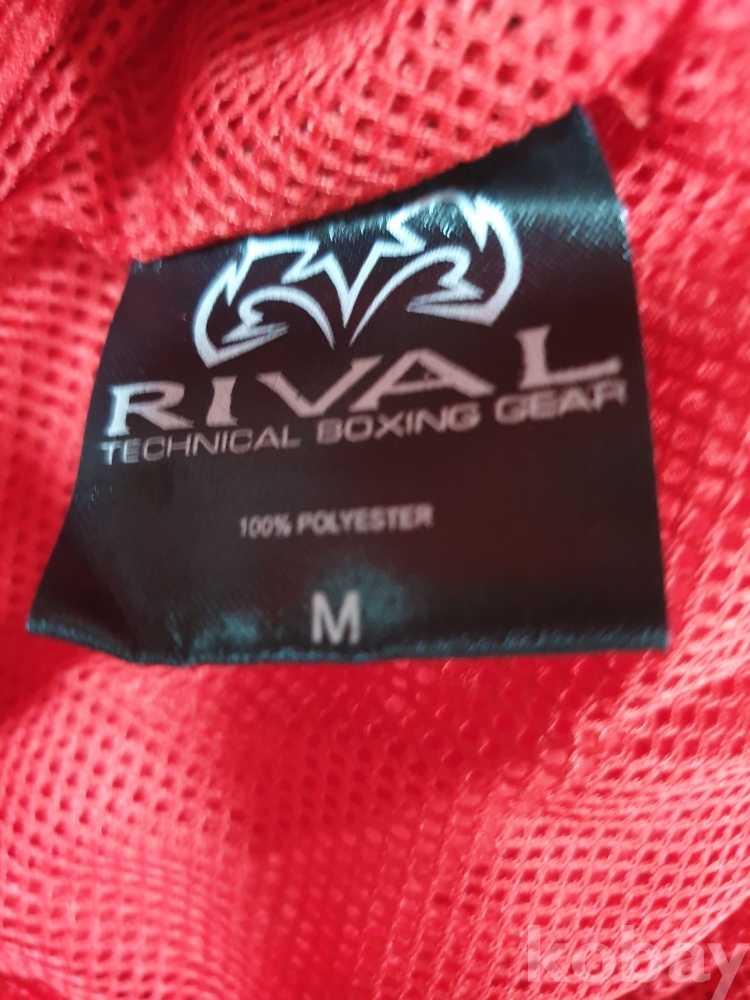 RIVAL
TECHNICAL BOXING GEAR
100% POLYESTER
M
kobay